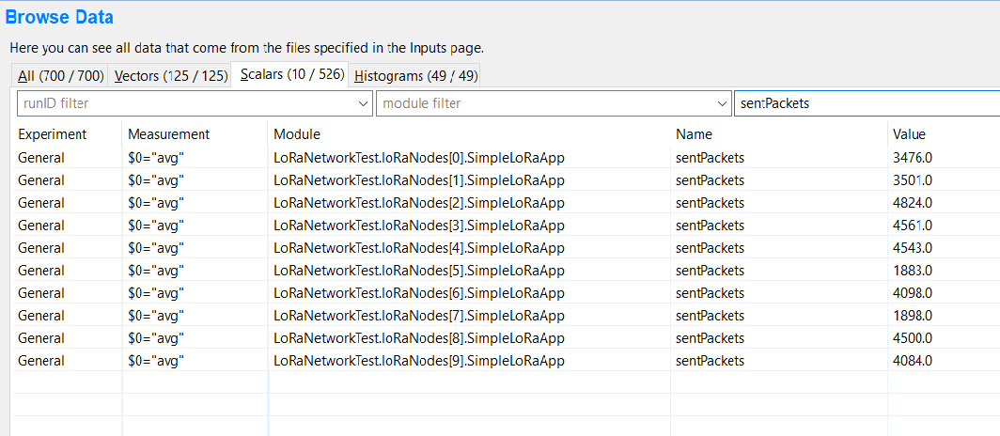 Browse Data
Here you can see all data that come from the files specified in the Inputs page.
All (700 / 700) Vectors (125 / 125) Scalars (10 / 526) Histograms (49 / 49)
runID filter module filter sentPackets
Experiment Measurement Module Name Value
General $0="avg" LoRaNetworkTest.loRaNodes[0].SimpleLoRaApp sentPackets 3476.0
General $0="avg" LoRaNetworkTest.loRaNodes[1].SimpleLoRaApp sentPackets 3501.0
General $0="avg" LoRaNetworkTest.loRaNodes[2].SimpleLoRaApp sentPackets 4824.0
General $0="avg" LoRaNetworkTest.loRaNodes[3].SimpleLoRaApp sentPackets 4561.0
General $0="avg" LoRaNetworkTest.loRaNodes[4].SimpleLoRaApp sentPackets 4543.0
General $0="avg" LoRaNetworkTest.loRaNodes[5].SimpleLoRaApp sentPackets 1883.0
General $0="avg" LoRaNetworkTest.loRaNodes[6].SimpleLoRaApp sentPackets 4098.0
General $0="avg" LoRaNetworkTest.loRaNodes[7].SimpleLoRaApp sentPackets 1898.0
General $0="avg" LoRaNetworkTest.loRaNodes[8].SimpleLoRaApp sentPackets 4500.0
General $0="avg" LoRaNetworkTest.loRaNodes[9].SimpleLoRaApp sentPackets 4084.0